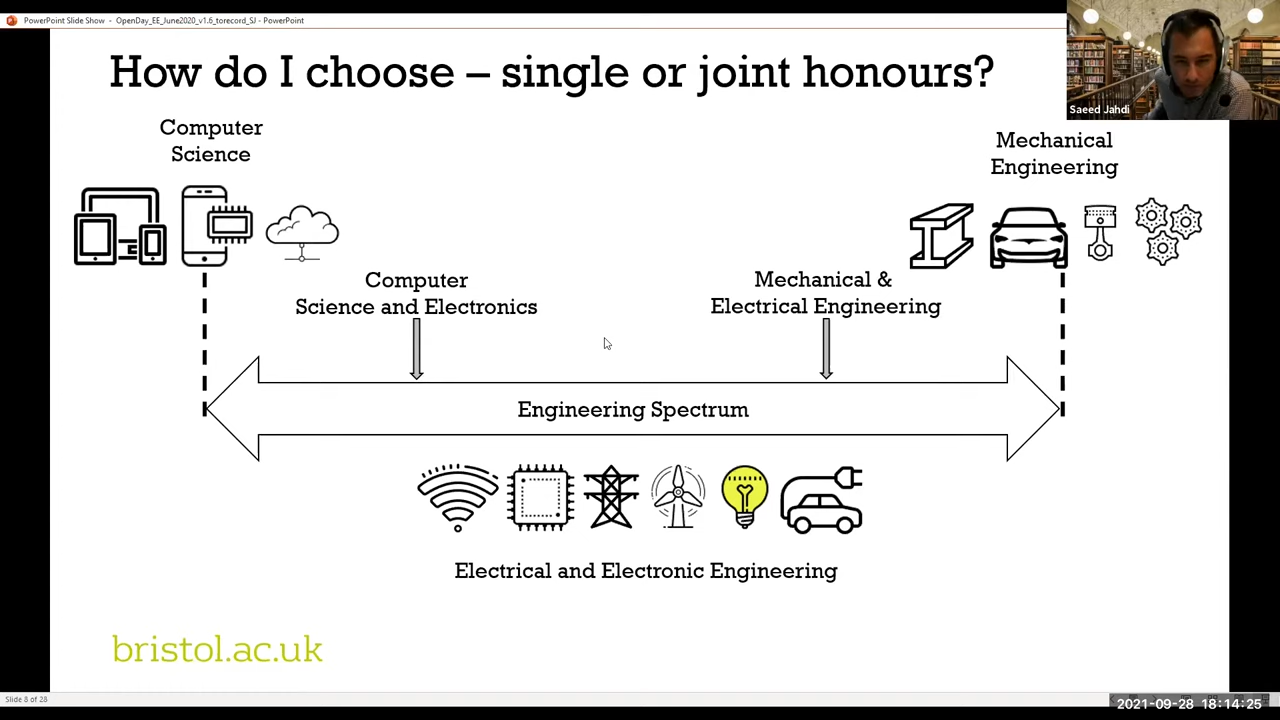 PowerPoint Slide Show - OpenDay_EE_June2020_v1.6_torecord_SJ - PowerPoint
How do I choose – single or joint honours?
Saeed Jahdi
Computer
Science
Mechanical
Engineering
Computer
Science and Electronics
Mechanical &
Electrical Engineering
Engineering Spectrum
Electrical and Electronic Engineering
bristol.ac.uk
Slide 8 of 28
2021-09-28 18:14:25